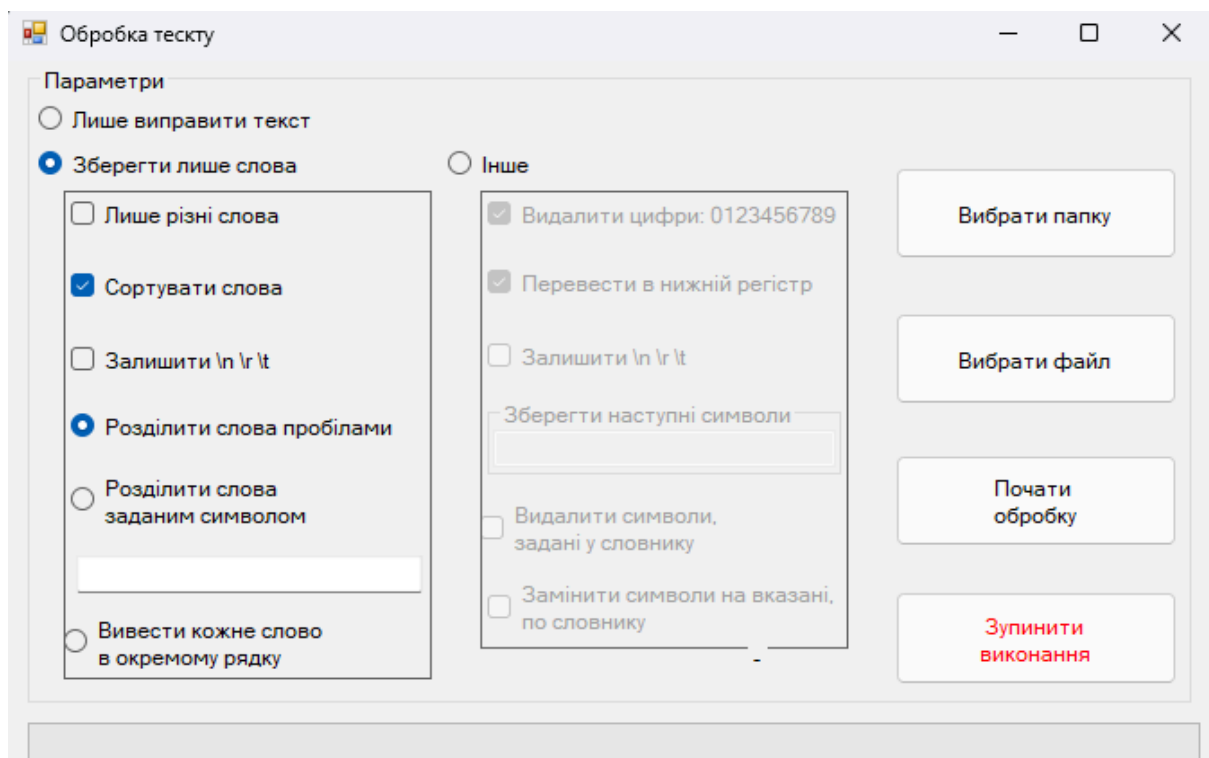 Обробка тескту
Параметри
Лише виправити текст
Зберегти лише слова
Лише різні слова
Сортувати слова
Залишити \n \r \t
Розділити слова пробілами
Розділити слова
заданим символом
Вивести кожне слово
в окремому рядку
Інше
Видалити цифри: 0123456789
Перевести в нижній регістр
Залишити \n \r \t
Зберегти наступні символи
Видалити символи,
задані у словнику
Замінити символи на вказані,
по словнику
Вибрати папку
Вибрати файл
Почати
обробку
Зупинити
виконання